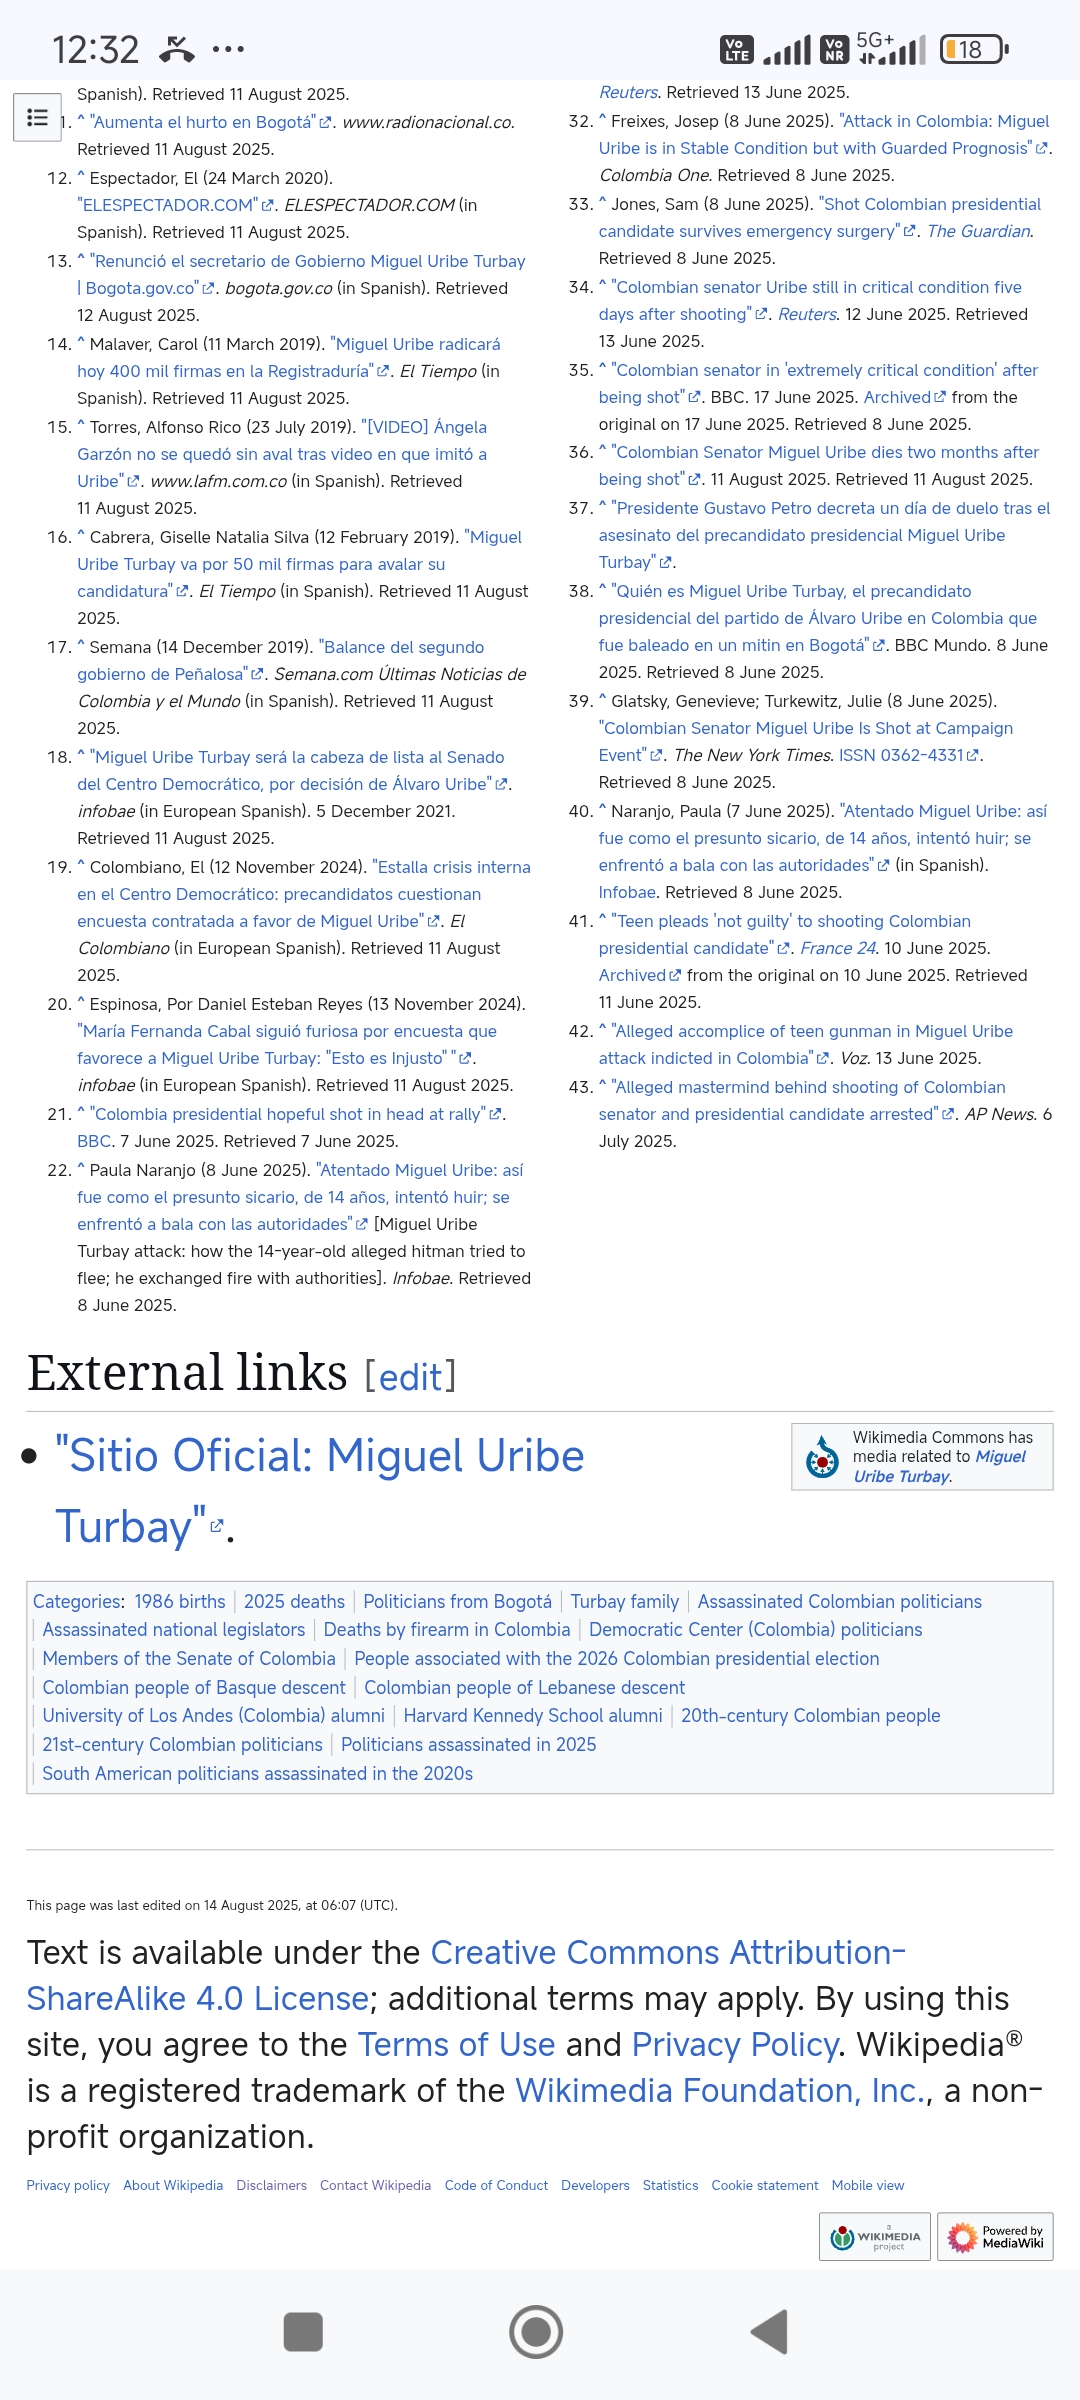 12:32
Vo LTE
Vo NR
5G+
18
Spanish). Retrieved 11 August 2025.
1. ^ "Aumenta el hurto en Bogotá". www.radionacional.co.
Retrieved 11 August 2025.
12. ^ Espectador, El (24 March 2020).
"ELESPECTADOR.COM". ELESPECTADOR.COM (in
Spanish). Retrieved 11 August 2025.
13. ^ "Renunció el secretario de Gobierno Miguel Uribe Turbay
| Bogota.gov.co". bogota.gov.co (in Spanish). Retrieved
12 August 2025.
14. ^ Malaver, Carol (11 March 2019). "Miguel Uribe radicará
hoy 400 mil firmas en la Registraduría". El Tiempo (in
Spanish). Retrieved 11 August 2025.
15. ^ Torres, Alfonso Rico (23 July 2019). "[VIDEO] Ángela
Garzón no se quedó sin aval tras video en que imitó a
Uribe". www.lafm.com.co (in Spanish). Retrieved
11 August 2025.
16. ^ Cabrera, Giselle Natalia Silva (12 February 2019). "Miguel
Uribe Turbay va por 50 mil firmas para avalar su
candidatura". El Tiempo (in Spanish). Retrieved 11 August
2025.
17. ^ Semana (14 December 2019). "Balance del segundo
gobierno de Peñalosa". Semana.com Últimas Noticias de
Colombia y el Mundo (in Spanish). Retrieved 11 August
2025.
18. ^ "Miguel Uribe Turbay será la cabeza de lista al Senado
del Centro Democrático, por decisión de Álvaro Uribe".
infobae (in European Spanish). 5 December 2021.
Retrieved 11 August 2025.
19. ^ Colombiano, El (12 November 2024). "Estalla crisis interna
en el Centro Democrático: precandidatos cuestionan
encuesta contratada a favor de Miguel Uribe". El
Colombiano (in European Spanish). Retrieved 11 August
2025.
20. ^ Espinosa, Por Daniel Esteban Reyes (13 November 2024).
"María Fernanda Cabal siguió furiosa por encuesta que
favorece a Miguel Uribe Turbay: "Esto es Injusto" ".
infobae (in European Spanish). Retrieved 11 August 2025.
21. ^ "Colombia presidential hopeful shot in head at rally".
BBC. 7 June 2025. Retrieved 7 June 2025.
22. ^ Paula Naranjo (8 June 2025). "Atentado Miguel Uribe: así
fue como el presunto sicario, de 14 años, intentó huir; se
enfrentó a bala con las autoridades" [Miguel Uribe
Turbay attack: how the 14-year-old alleged hitman tried to
flee; he exchanged fire with authorities]. Infobae. Retrieved
8 June 2025.
Reuters. Retrieved 13 June 2025.
32. ^ Freixes, Josep (8 June 2025). "Attack in Colombia: Miguel
Uribe is in Stable Condition but with Guarded Prognosis".
Colombia One. Retrieved 8 June 2025.
33. ^ Jones, Sam (8 June 2025). "Shot Colombian presidential
candidate survives emergency surgery". The Guardian.
Retrieved 8 June 2025.
34. ^ "Colombian senator Uribe still in critical condition five
days after shooting". Reuters. 12 June 2025. Retrieved
13 June 2025.
35. ^ "Colombian senator in 'extremely critical condition' after
being shot". BBC. 17 June 2025. Archived from the
original on 17 June 2025. Retrieved 8 June 2025.
36. ^ "Colombian Senator Miguel Uribe dies two months after
being shot". 11 August 2025. Retrieved 11 August 2025.
37. ^ "Presidente Gustavo Petro decreta un día de duelo tras el
asesinato del precandidato presidencial Miguel Uribe
Turbay".
38. ^ "Quién es Miguel Uribe Turbay, el precandidato
presidencial del partido de Álvaro Uribe en Colombia que
fue baleado en un mitin en Bogotá". BBC Mundo. 8 June
2025. Retrieved 8 June 2025.
39. ^ Glatsky, Genevieve; Turkewitz, Julie (8 June 2025).
"Colombian Senator Miguel Uribe Is Shot at Campaign
Event". The New York Times. ISSN 0362-4331.
Retrieved 8 June 2025.
40. ^ Naranjo, Paula (7 June 2025). "Atentado Miguel Uribe: así
fue como el presunto sicario, de 14 años, intentó huir; se
enfrentó a bala con las autoridades" (in Spanish).
Infobae. Retrieved 8 June 2025.
41. ^ "Teen pleads 'not guilty' to shooting Colombian
presidential candidate". France 24. 10 June 2025.
Archived from the original on 10 June 2025. Retrieved
11 June 2025.
42. ^ "Alleged accomplice of teen gunman in Miguel Uribe
attack indicted in Colombia". Voz. 13 June 2025.
43. ^ "Alleged mastermind behind shooting of Colombian
senator and presidential candidate arrested". AP News. 6
July 2025.
External links [edit]
• "Sitio Oficial: Miguel Uribe
Turbay".
Wikimedia Commons has
media related to Miguel
Uribe Turbay.
Categories: 1986 births | 2025 deaths | Politicians from Bogotá | Turbay family | Assassinated Colombian politicians
| Assassinated national legislators | Deaths by firearm in Colombia | Democratic Center (Colombia) politicians
| Members of the Senate of Colombia | People associated with the 2026 Colombian presidential election
| Colombian people of Basque descent | Colombian people of Lebanese descent
| University of Los Andes (Colombia) alumni | Harvard Kennedy School alumni | 20th-century Colombian people
| 21st-century Colombian politicians | Politicians assassinated in 2025
| South American politicians assassinated in the 2020s
This page was last edited on 14 August 2025, at 06:07 (UTC).
Text is available under the Creative Commons Attribution-
ShareAlike 4.0 License; additional terms may apply. By using this
site, you agree to the Terms of Use and Privacy Policy. Wikipedia®
is a registered trademark of the Wikimedia Foundation, Inc., a non-
profit organization.
Privacy policy About Wikipedia Disclaimers Contact Wikipedia Code of Conduct Developers Statistics Cookie statement Mobile view
a
WIKIMEDIA
project
Powered by
MediaWiki